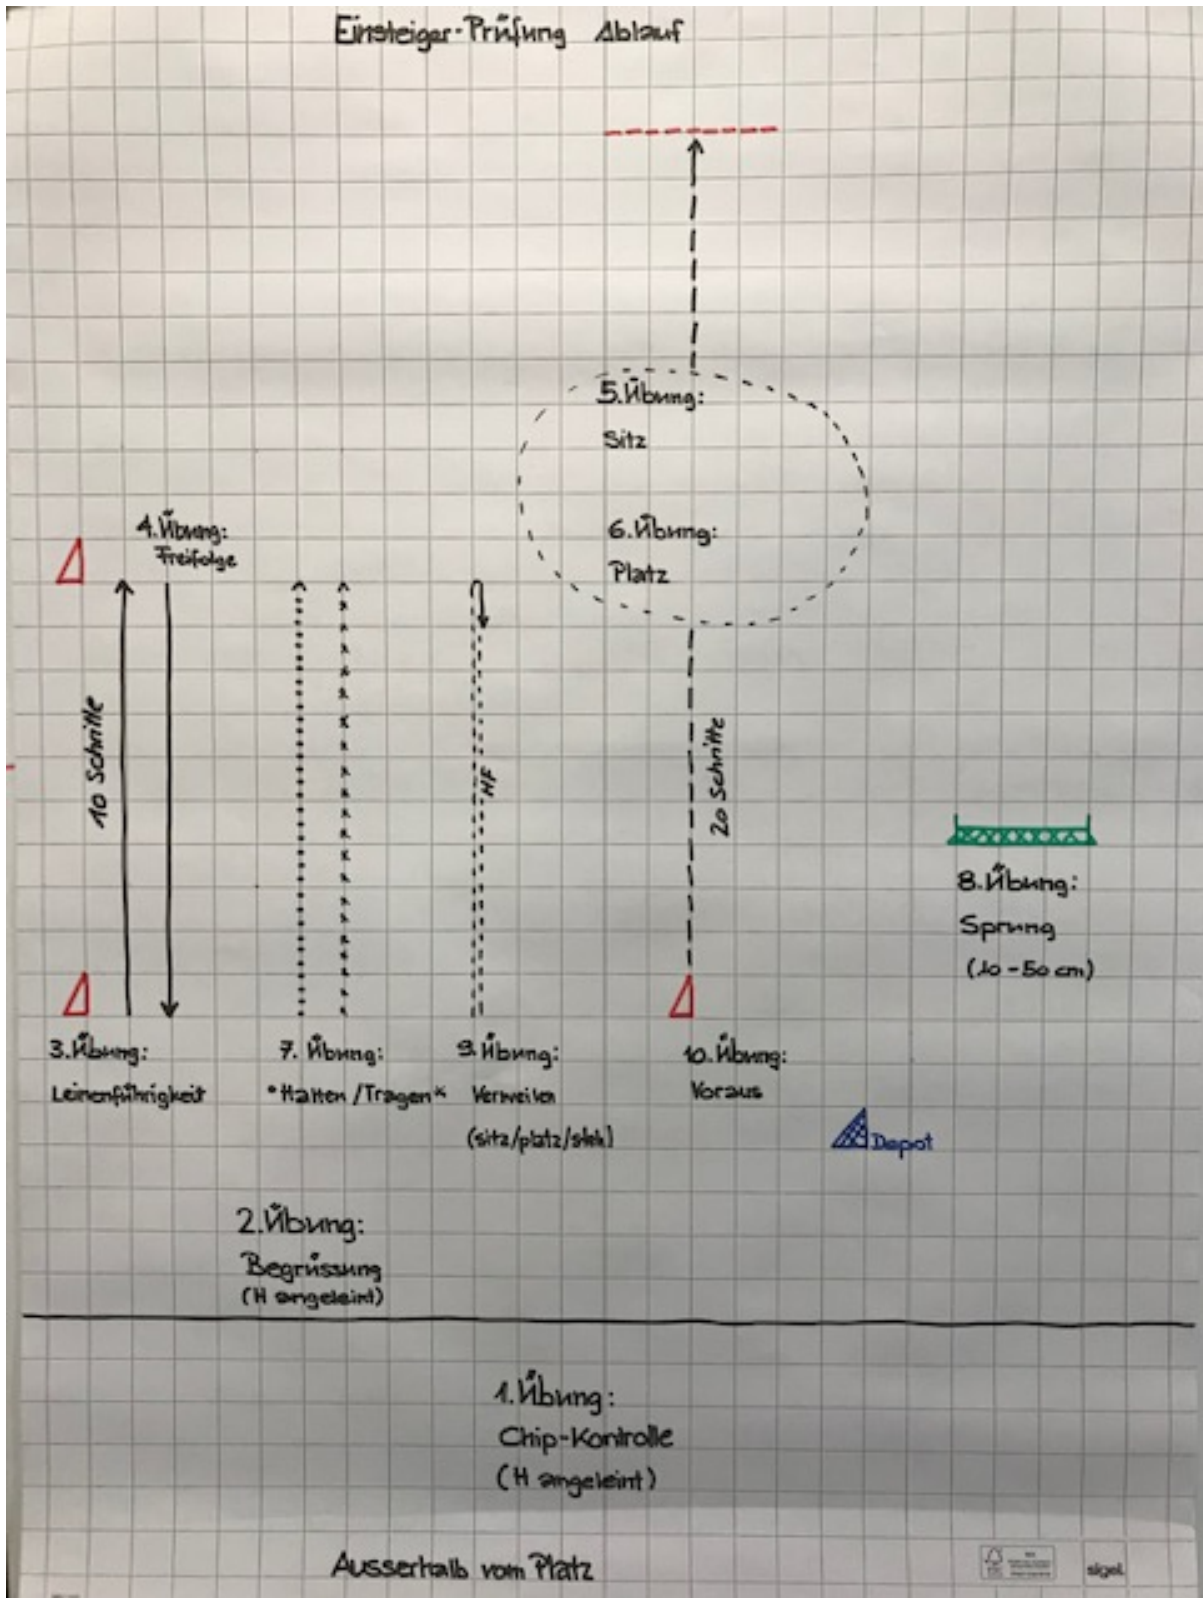 Einsteiger-Prüfung Ablauf
5.Übung:
Sitz
6.Übung:
Platz
4.Übung:
Freifolge
10 Schritte
HF
20 Schritte
8.Übung:
Sprung
(10-50 cm)
3.Übung:
Leinenführigkeit
7. Übung:
*Halten /Tragen*
9.Übung:
Verweilen
(sitz/platz/steh)
10.Übung:
Voraus
Depot
2.Übung:
Begrüssung
(H angeleint)
1.Übung:
Chip-Kontrolle
(H angeleint)
Ausserhalb vom Platz
sigel